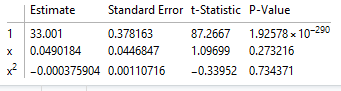 Estimate Standard Error t-Statistic P-Value
1 33.001 0.378163 87.2667 1.92578 × 10⁻²⁹⁰
x 0.0490184 0.0446847 1.09699 0.273216
x² −0.000375904 0.00110716 −0.33952 0.734371